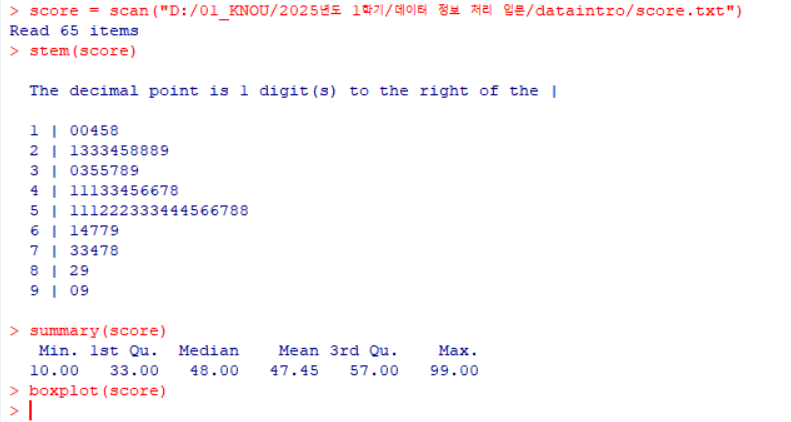 > score = scan("D:/01_KNOU/2025년도 1학기/데이터 정보 처리 입문/dataintro/score.txt")
Read 65 items
> stem(score)
The decimal point is 1 digit(s) to the right of the |
1 | 00458
2 | 1333458889
3 | 0355789
4 | 11133456678
5 | 111222333444566788
6 | 14779
7 | 33478
8 | 29
9 | 09
> summary(score)
Min. 1st Qu. Median Mean 3rd Qu. Max.
10.00 33.00 48.00 47.45 57.00 99.00
> boxplot(score)
>